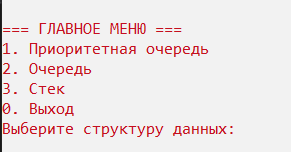 === ГЛАВНОЕ МЕНЮ ===
1. Приоритетная очередь
2. Очередь
3. Стек
0. Выход
Выберите структуру данных: